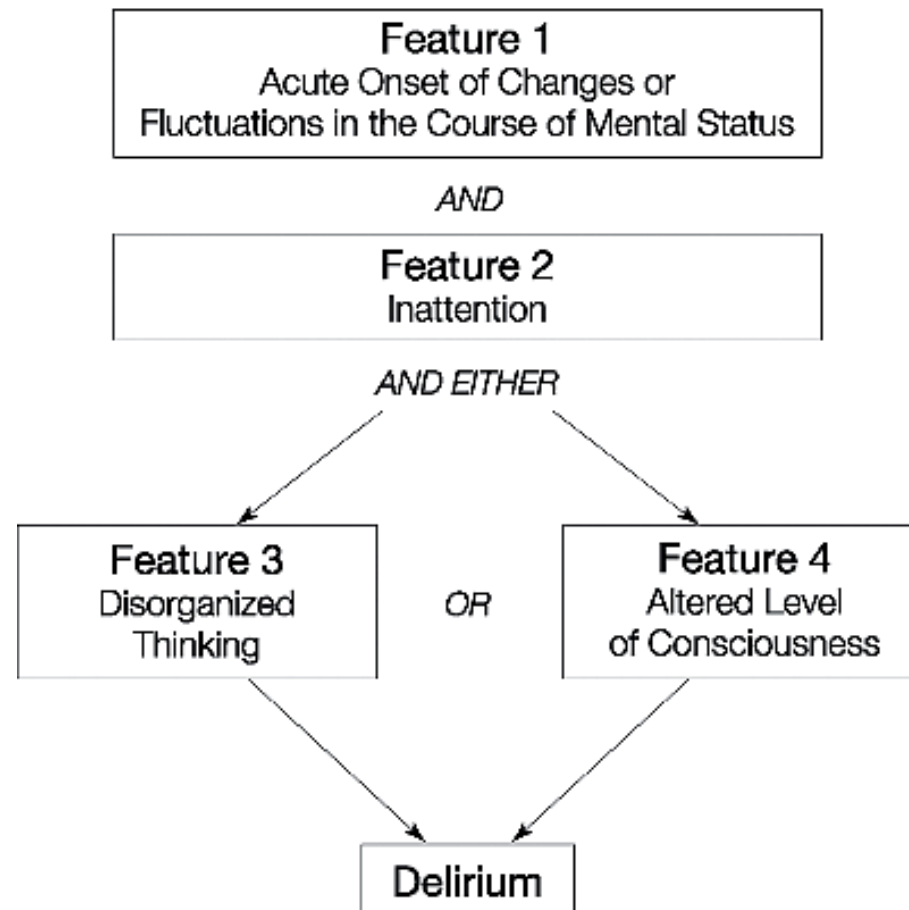 Feature 1
Acute Onset of Changes or
Fluctuations in the Course of Mental Status
AND
Feature 2
Inattention
AND EITHER
Feature 3
Disorganized
Thinking
OR
Feature 4
Altered Level
of Consciousness
Delirium